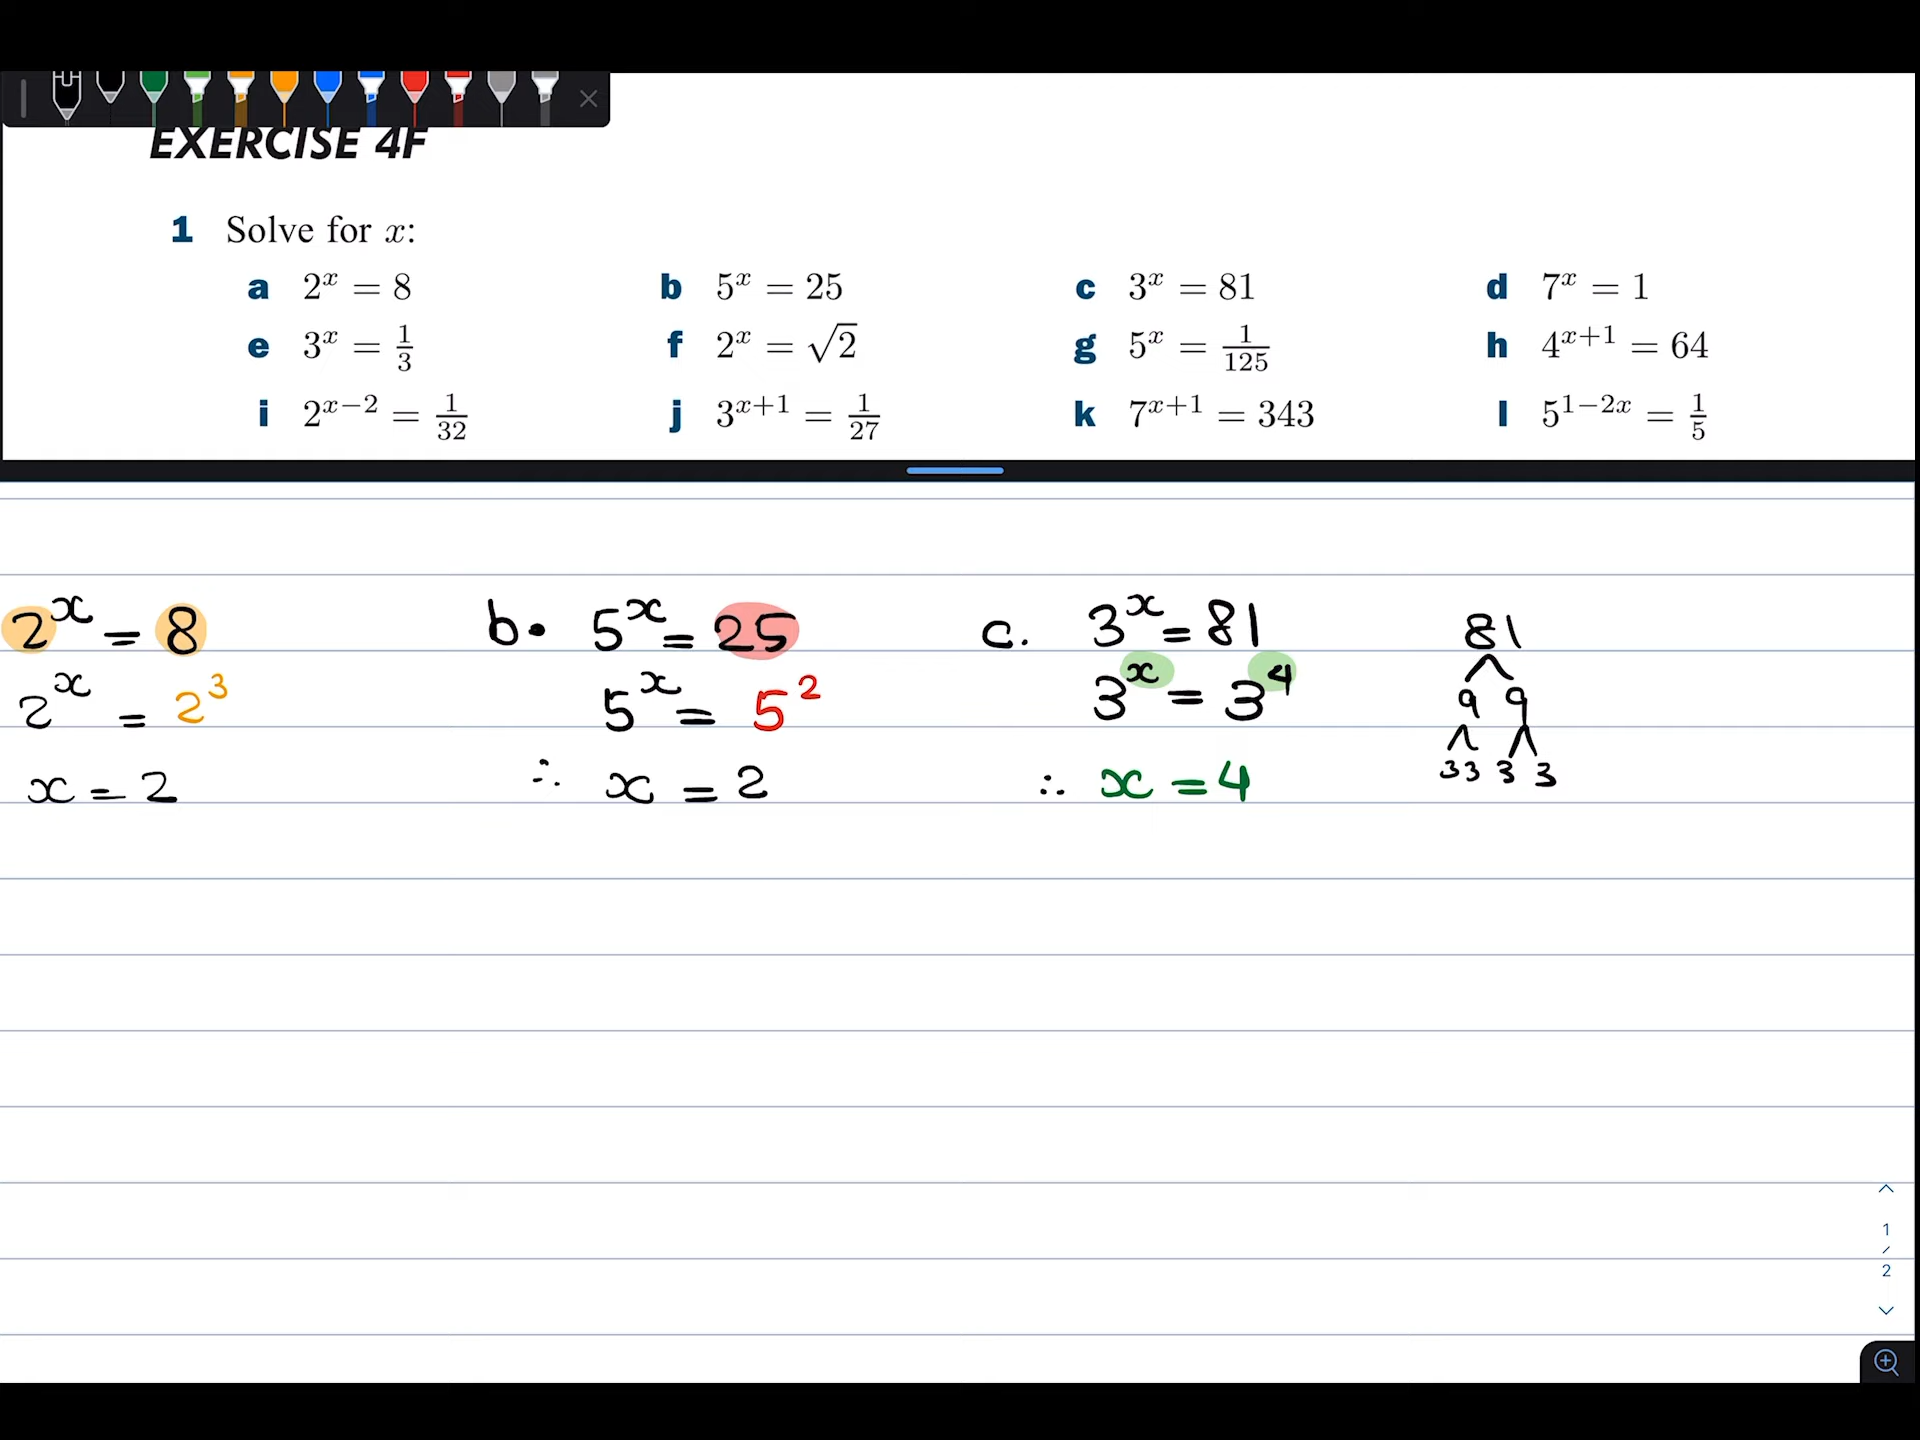 EXERCISE 4F
1 Solve for x:
a 2^x = 8 b 5^x = 25 c 3^x = 81 d 7^x = 1
e 3^x = 1/3 f 2^x = √2 g 5^x = 1/125 h 4^{x+1} = 64
i 2^{x−2} = 1/32 j 3^{x+1} = 1/27 k 7^{x+1} = 343 l 5^{1−2x} = 1/5
2^x = 8 b. 5^x = 25 c. 3^x = 81 81
2^x = 2^3 5^x = 5^2 3^x = 3^4 9 9
x = 2 ∴ x = 2 ∴ x = 4 3 3 3 3
1
/
2